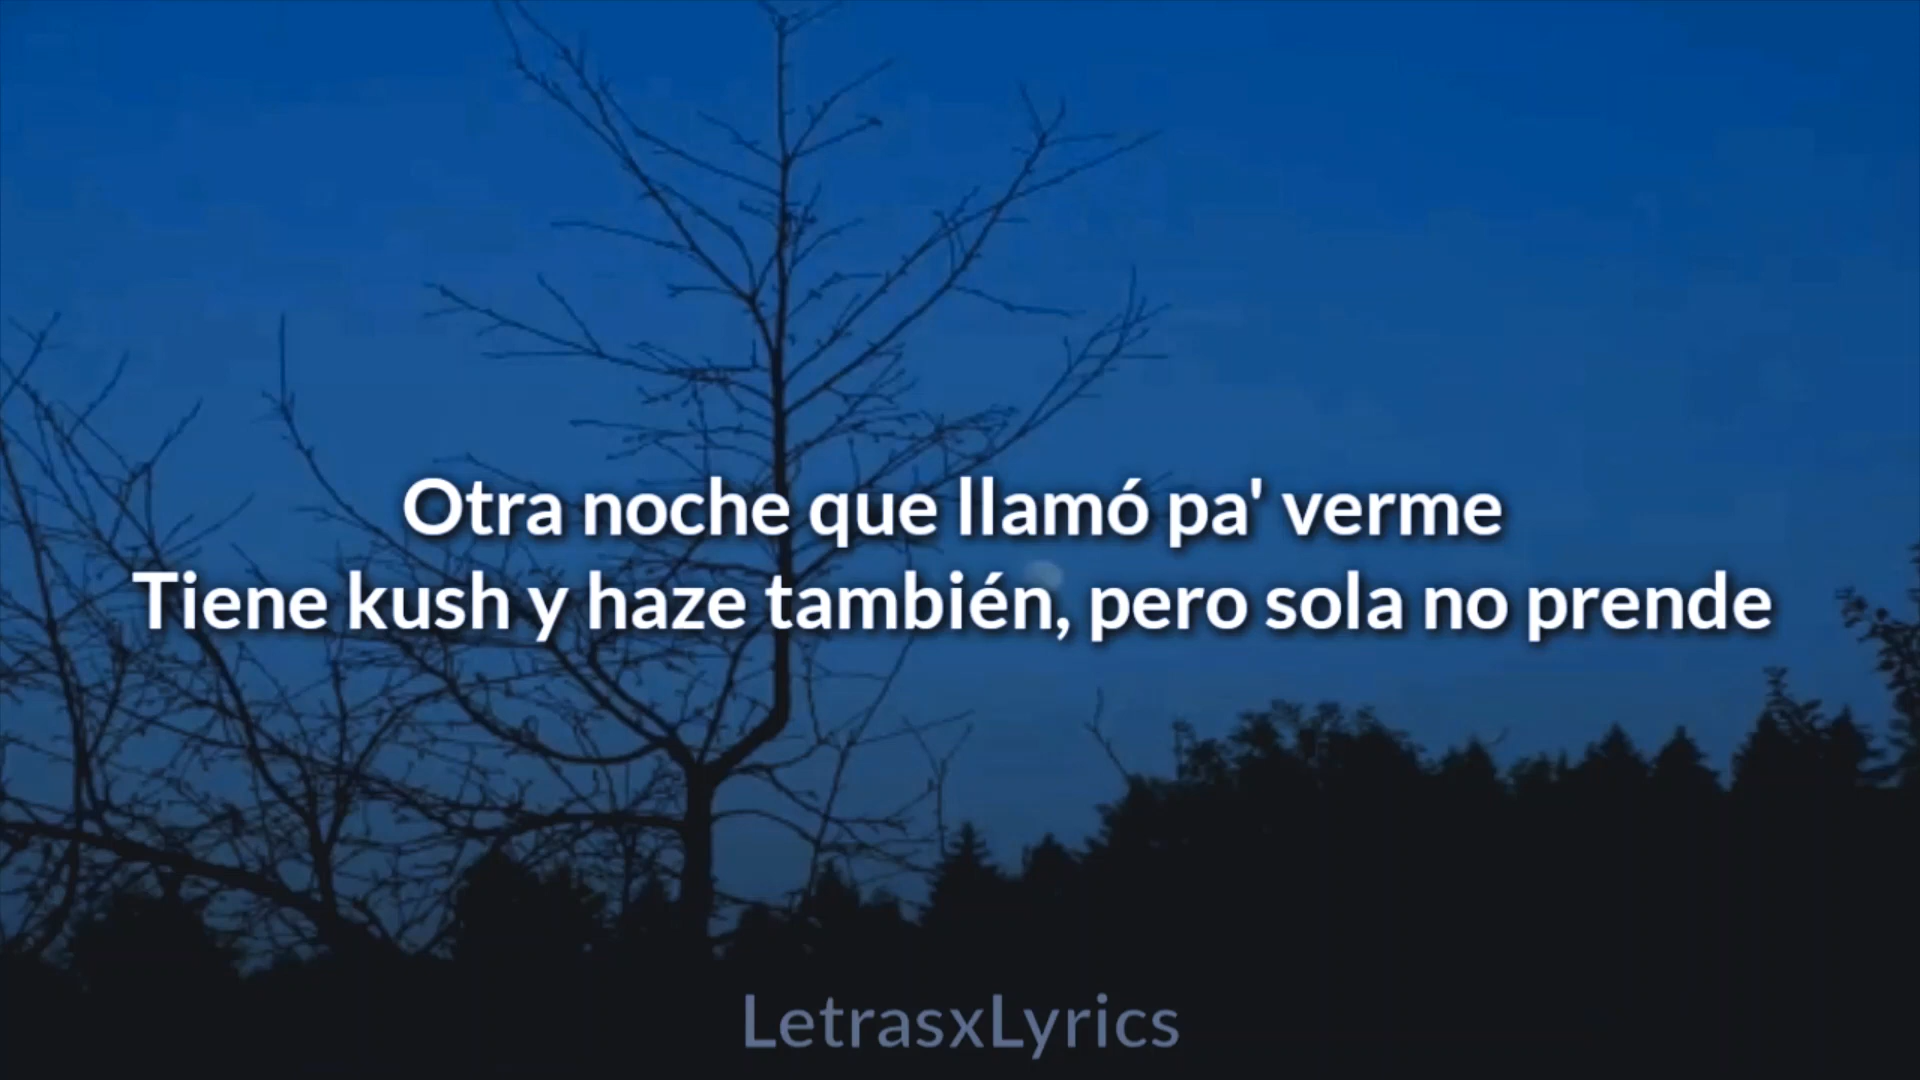 Otra noche que llamó pa' verme
Tiene kush y haze también, pero sola no prende
LetrasxLyrics